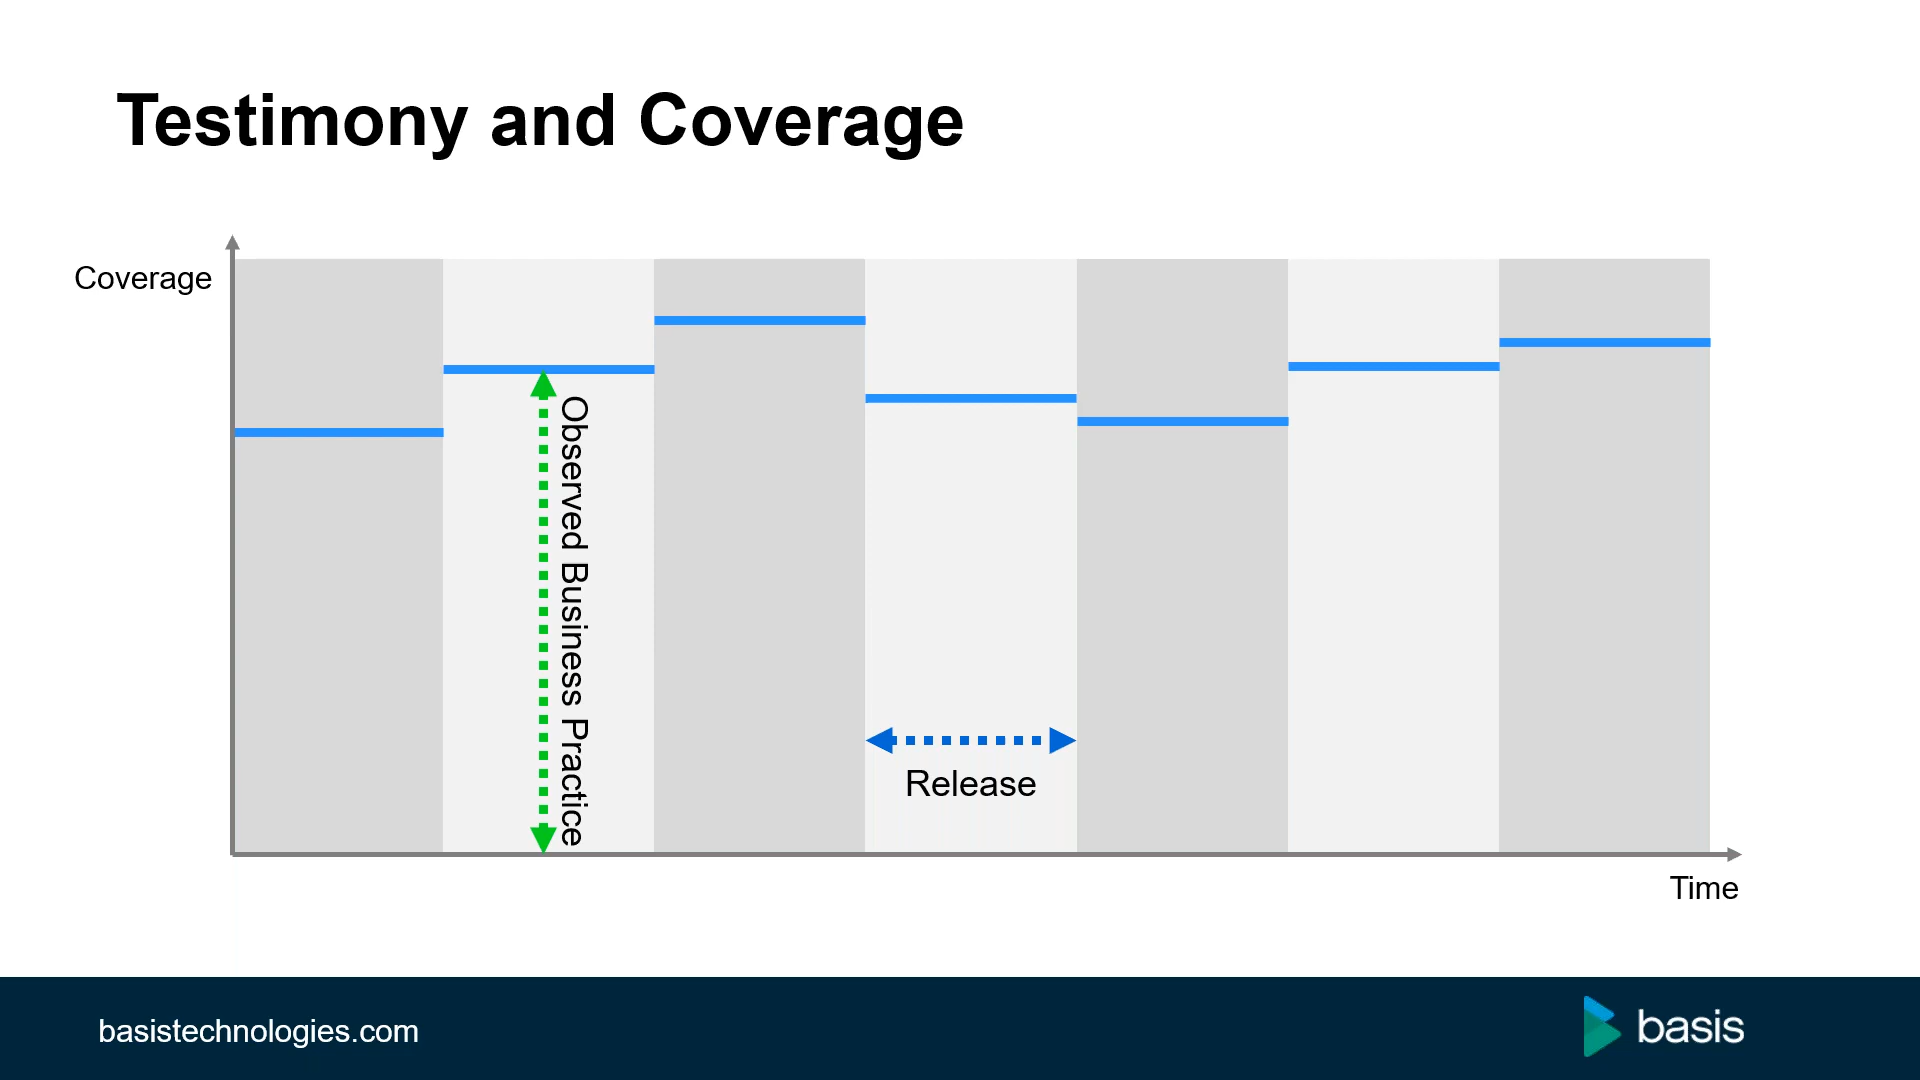 Testimony and Coverage
Coverage
Observed Business Practice
Release
Time
basistechnologies.com
basis